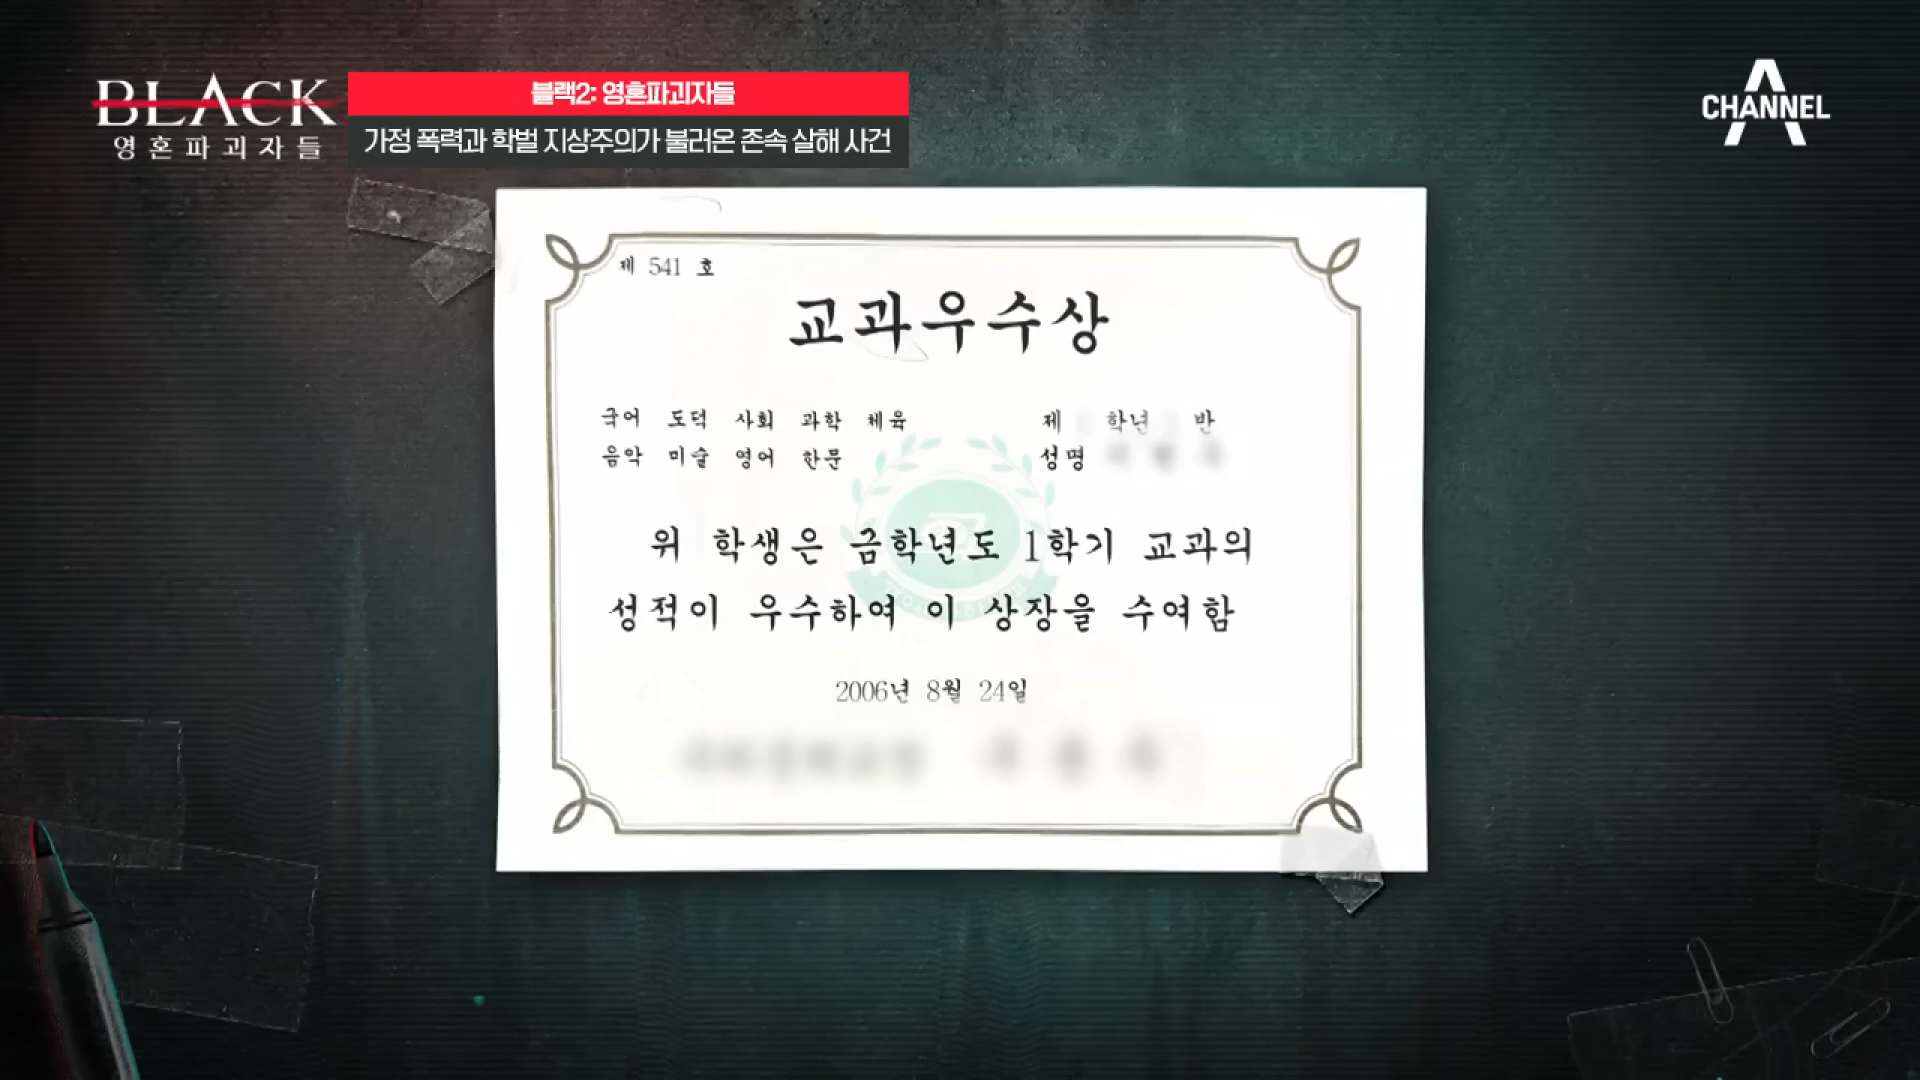 BLACK
영혼파괴자들
블랙2: 영혼파괴자들
가정 폭력과 학벌 지상주의가 불러온 존속 살해 사건
CHANNEL A
제 541 호
교과우수상
국어 도덕 사회 과학 체육
음악 미술 영어 한문
제 학년 반
성명
위 학생은 금학년도 1학기 교과의
성적이 우수하여 이 상장을 수여함
2006년 8월 24일